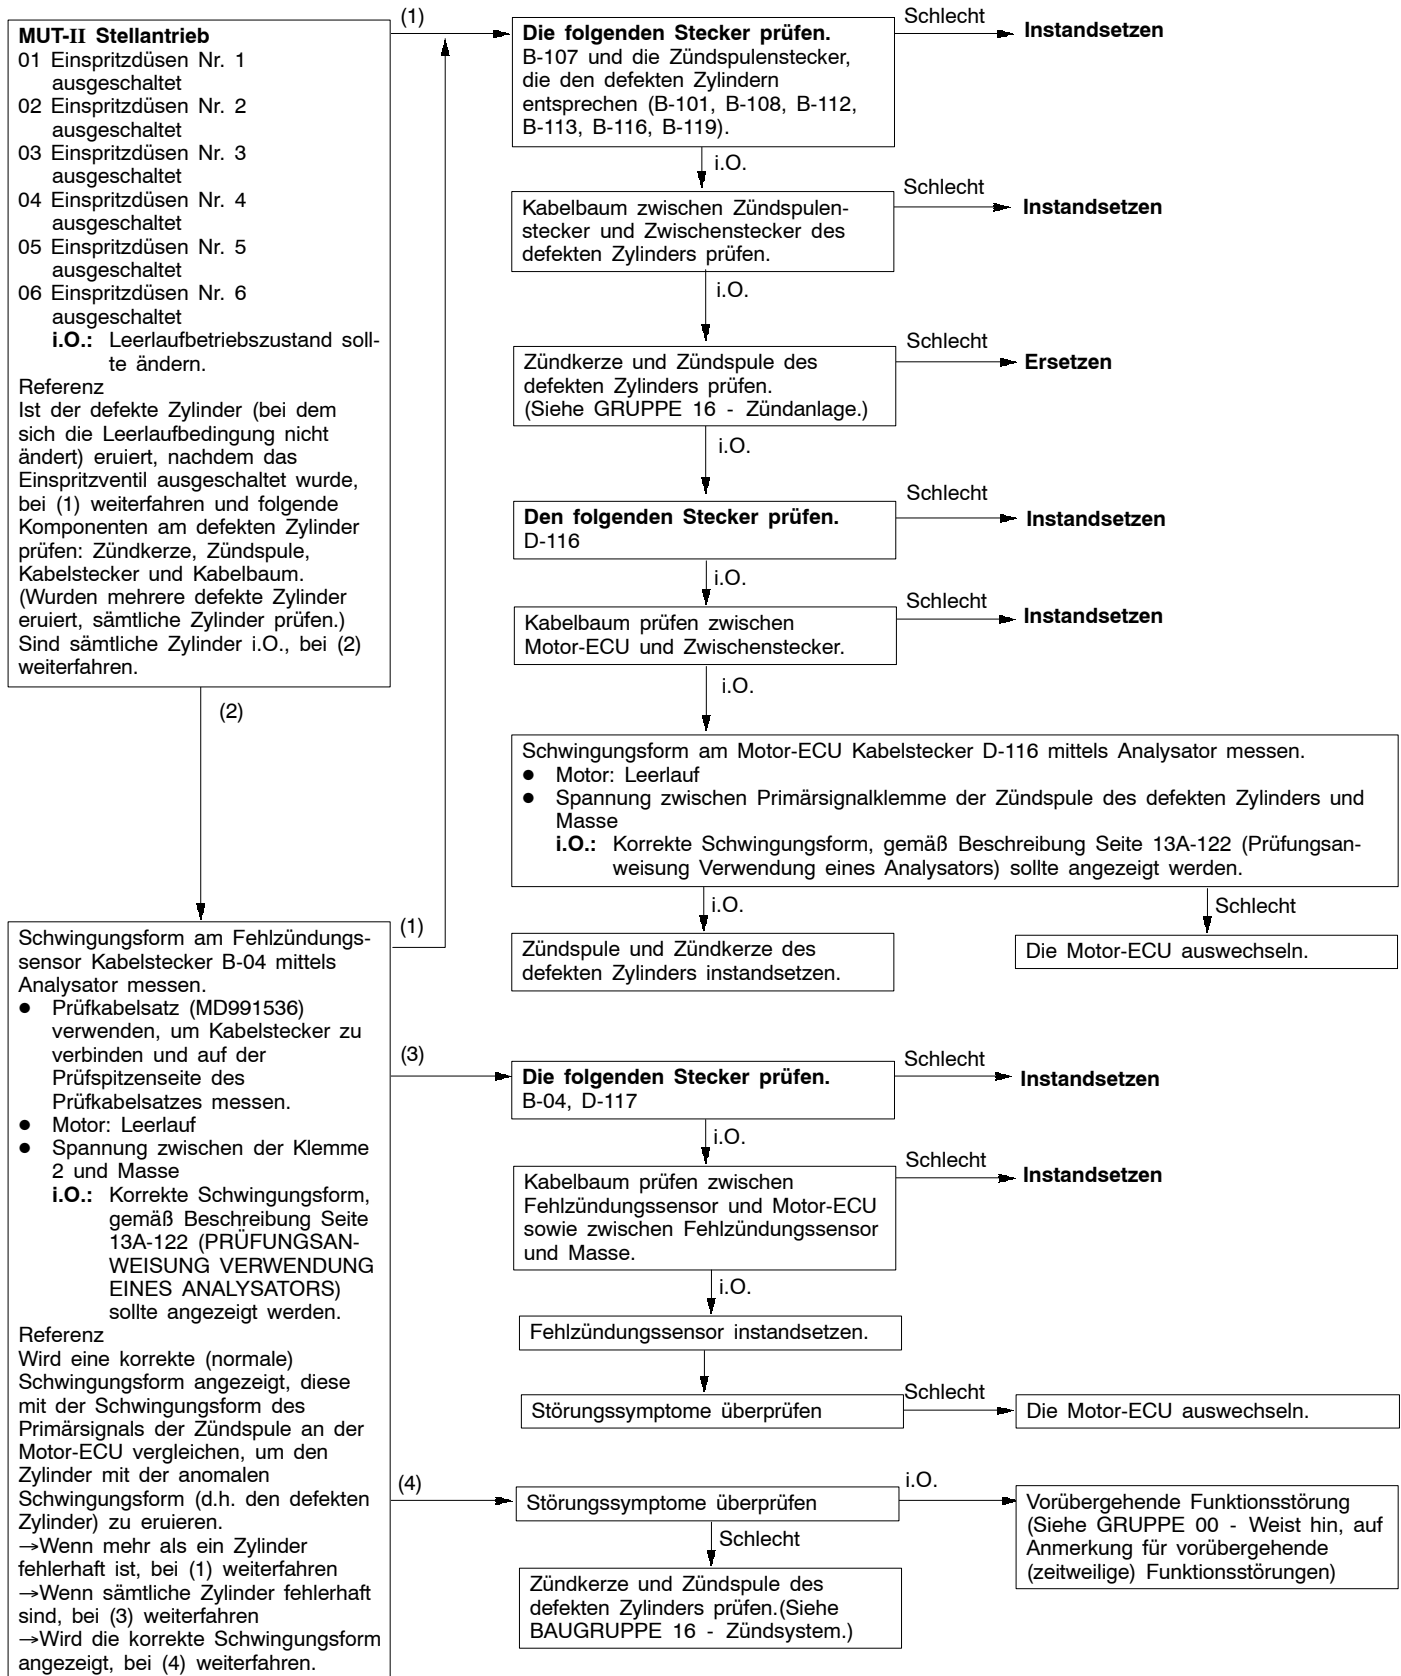 MUT-II Stellantrieb
01 Einspritzdüsen Nr. 1
ausgeschaltet
02 Einspritzdüsen Nr. 2
ausgeschaltet
03 Einspritzdüsen Nr. 3
ausgeschaltet
04 Einspritzdüsen Nr. 4
ausgeschaltet
05 Einspritzdüsen Nr. 5
ausgeschaltet
06 Einspritzdüsen Nr. 6
ausgeschaltet
i.O.: Leerlaufbetriebszustand soll-
te ändern.
Referenz
Ist der defekte Zylinder (bei dem
sich die Leerlaufbedingung nicht
ändert) eruiert, nachdem das
Einspritzventil ausgeschaltet wurde,
bei (1) weiterfahren und folgende
Komponenten am defekten Zylinder
prüfen: Zündkerze, Zündspule,
Kabelstecker und Kabelbaum.
(Wurden mehrere defekte Zylinder
eruiert, sämtliche Zylinder prüfen.)
Sind sämtliche Zylinder i.O., bei (2)
weiterfahren.
(1)
Die folgenden Stecker prüfen.
B-107 und die Zündspulenstecker,
die den defekten Zylindern
entsprechen (B-101, B-108, B-112,
B-113, B-116, B-119).
Schlecht
Instandsetzen
i.O.
Kabelbaum zwischen Zündspulen-
stecker und Zwischenstecker des
defekten Zylinders prüfen.
Schlecht
Instandsetzen
i.O.
Zündkerze und Zündspule des
defekten Zylinders prüfen.
(Siehe GRUPPE 16 - Zündanlage.)
Schlecht
Ersetzen
i.O.
Den folgenden Stecker prüfen.
D-116
Schlecht
Instandsetzen
i.O.
Kabelbaum prüfen zwischen
Motor-ECU und Zwischenstecker.
Schlecht
Instandsetzen
i.O.
Schwingungsform am Motor-ECU Kabelstecker D-116 mittels Analysator messen.
● Motor: Leerlauf
● Spannung zwischen Primärsignalklemme der Zündspule des defekten Zylinders und
Masse
i.O.: Korrekte Schwingungsform, gemäß Beschreibung Seite 13A-122 (Prüfungsan-
weisung Verwendung eines Analysators) sollte angezeigt werden.
i.O.
Zündspule und Zündkerze des
defekten Zylinders instandsetzen.
Schlecht
Die Motor-ECU auswechseln.
(2)
Schwingungsform am Fehlzündungs-
sensor Kabelstecker B-04 mittels
Analysator messen.
● Prüfkabelsatz (MD991536)
verwenden, um Kabelstecker zu
verbinden und auf der
Prüfspitzenseite des
Prüfkabelsatzes messen.
● Motor: Leerlauf
● Spannung zwischen der Klemme
2 und Masse
i.O.: Korrekte Schwingungsform,
gemäß Beschreibung Seite
13A-122 (PRÜFUNGSAN-
WEISUNG VERWENDUNG
EINES ANALYSATORS)
sollte angezeigt werden.
Referenz
Wird eine korrekte (normale)
Schwingungsform angezeigt, diese
mit der Schwingungsform des
Primärsignals der Zündspule an der
Motor-ECU vergleichen, um den
Zylinder mit der anomalen
Schwingungsform (d.h. den defekten
Zylinder) zu eruieren.
→Wenn mehr als ein Zylinder
fehlerhaft ist, bei (1) weiterfahren
→Wenn sämtliche Zylinder fehlerhaft
sind, bei (3) weiterfahren
→Wird die korrekte Schwingungsform
angezeigt, bei (4) weiterfahren.
(1)
(3)
Die folgenden Stecker prüfen.
B-04, D-117
Schlecht
Instandsetzen
i.O.
Kabelbaum prüfen zwischen
Fehlzündungssensor und Motor-ECU
sowie zwischen Fehlzündungssensor
und Masse.
Schlecht
Instandsetzen
i.O.
Fehlzündungssensor instandsetzen.
Störungssymptome überprüfen
Schlecht
Die Motor-ECU auswechseln.
(4)
Störungssymptome überprüfen
i.O.
Vorübergehende Funktionsstörung
(Siehe GRUPPE 00 - Weist hin, auf
Anmerkung für vorübergehende
(zeitweilige) Funktionsstörungen)
Schlecht
Zündkerze und Zündspule des
defekten Zylinders prüfen.(Siehe
BAUGRUPPE 16 - Zündsystem.)